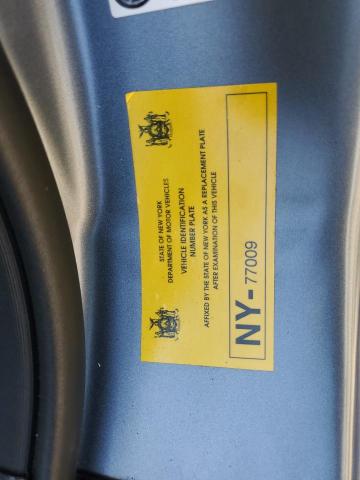 STATE OF NEW YORK
DEPARTMENT OF MOTOR VEHICLES
VEHICLE IDENTIFICATION
NUMBER PLATE
AFFIXED BY THE STATE OF NEW YORK AS A REPLACEMENT PLATE
AFTER EXAMINATION OF THIS VEHICLE
NY-77009